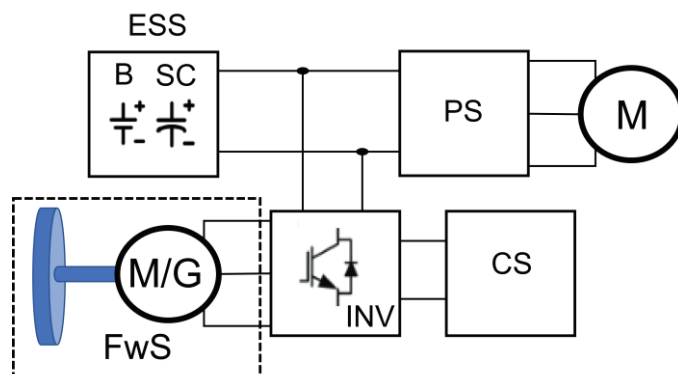 ESS
B SC
+ +
- -
PS
M
M/G
FwS
INV
CS